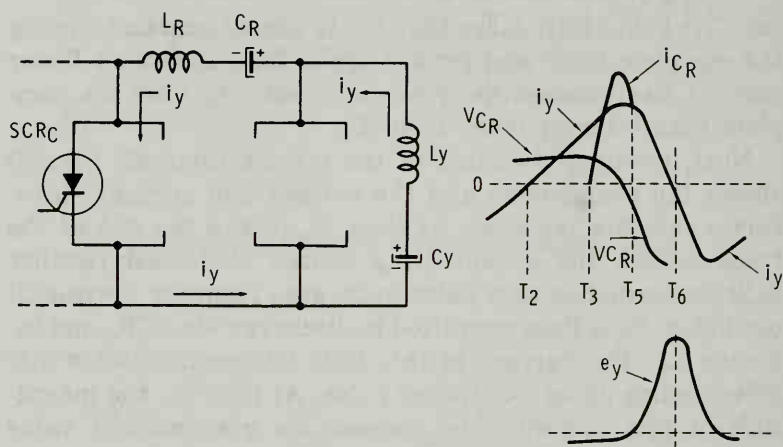 LR
CR
- +
iy
iy
SCRC
Ly
+
-
Cy
iy
iCR
iy
VCR
0
VCR
iy
T2
T3
T5
T6
ey